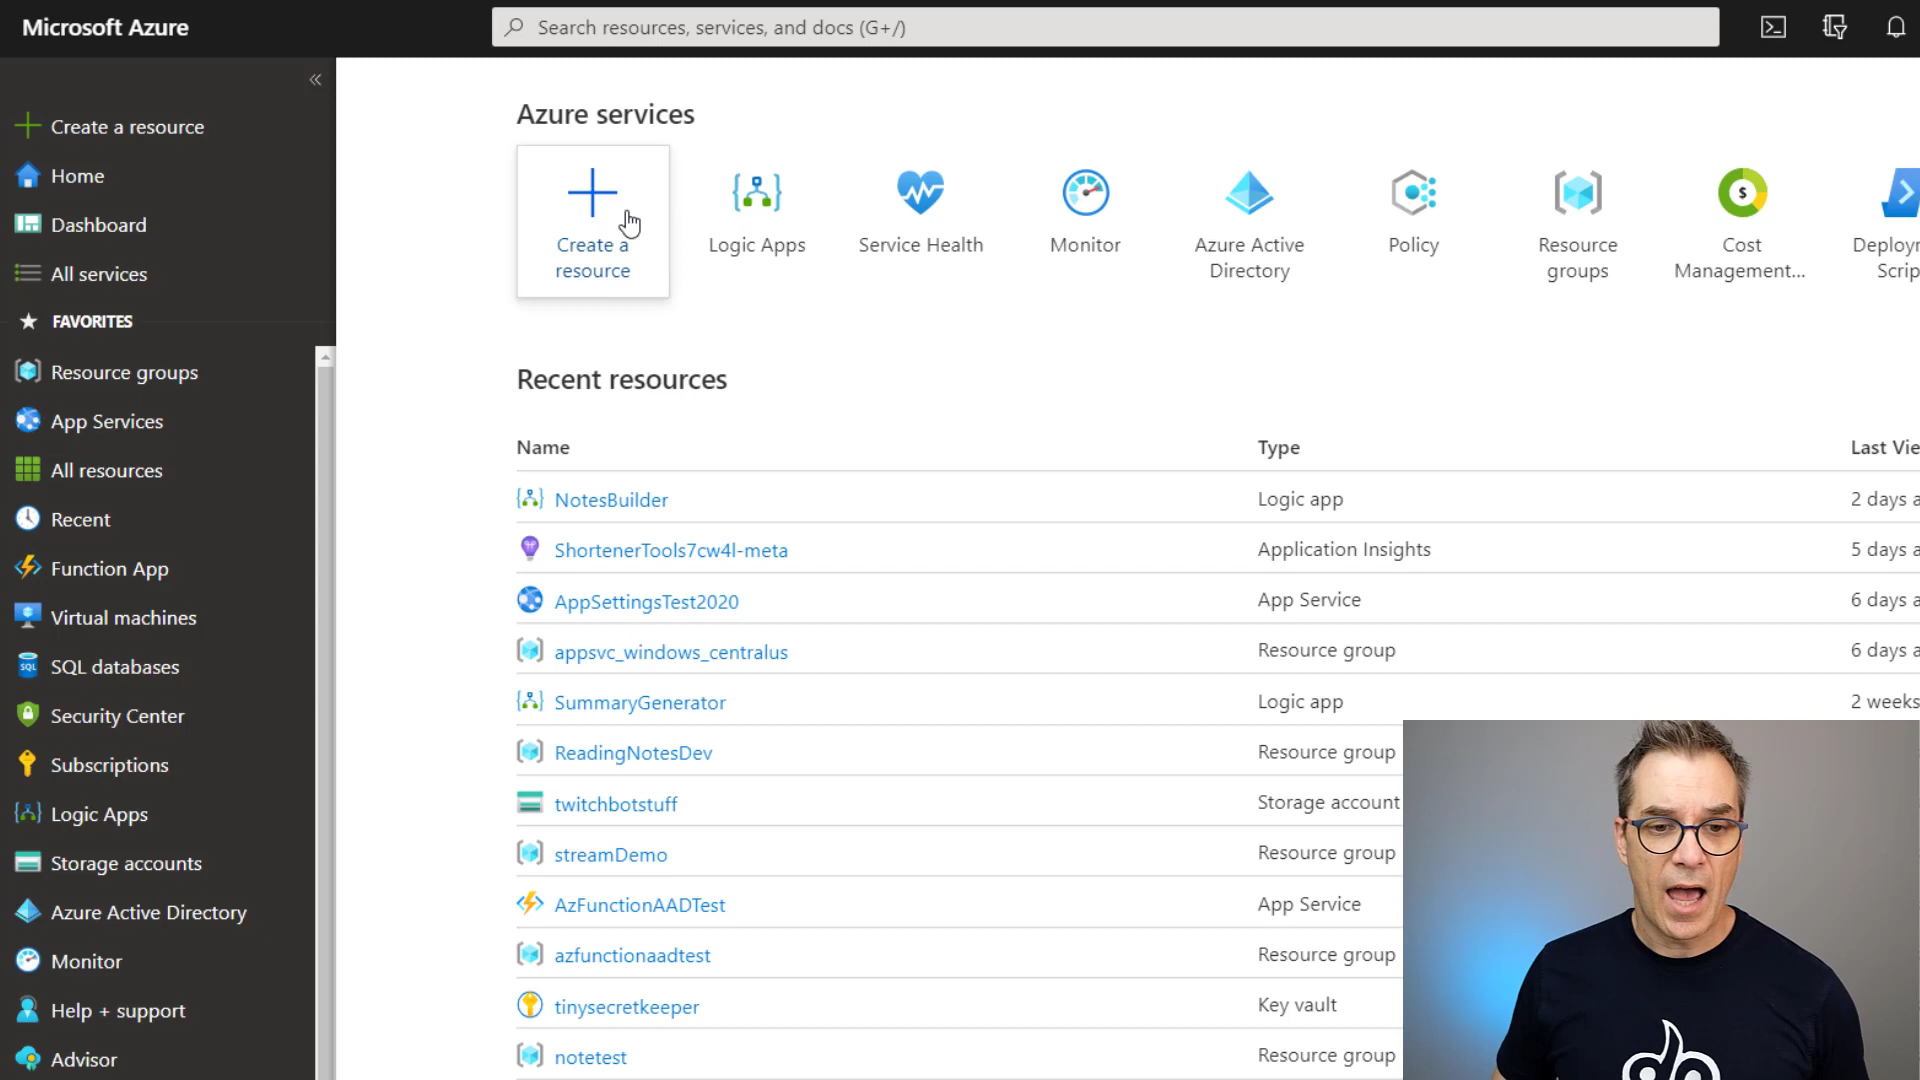 Microsoft Azure
Search resources, services, and docs (G+/)
«
Create a resource
Home
Dashboard
All services
FAVORITES
Resource groups
App Services
All resources
Recent
Function App
Virtual machines
SQL databases
Security Center
Subscriptions
Logic Apps
Storage accounts
Azure Active Directory
Monitor
Help + support
Advisor
Azure services
Create a
resource
Logic Apps
Service Health
Monitor
Azure Active
Directory
Policy
Resource
groups
Cost
Management...
Deployr
Scrip
Recent resources
Name Type Last Vie
NotesBuilder Logic app 2 days a
ShortenerTools7cw4l-meta Application Insights 5 days a
AppSettingsTest2020 App Service 6 days a
appsvc_windows_centralus Resource group 6 days a
SummaryGenerator Logic app 2 weeks
ReadingNotesDev Resource group
twitchbotstuff Storage account
streamDemo Resource group
AzFunctionAADTest App Service
azfunctionaadtest Resource group
tinysecretkeeper Key vault
notetest Resource group